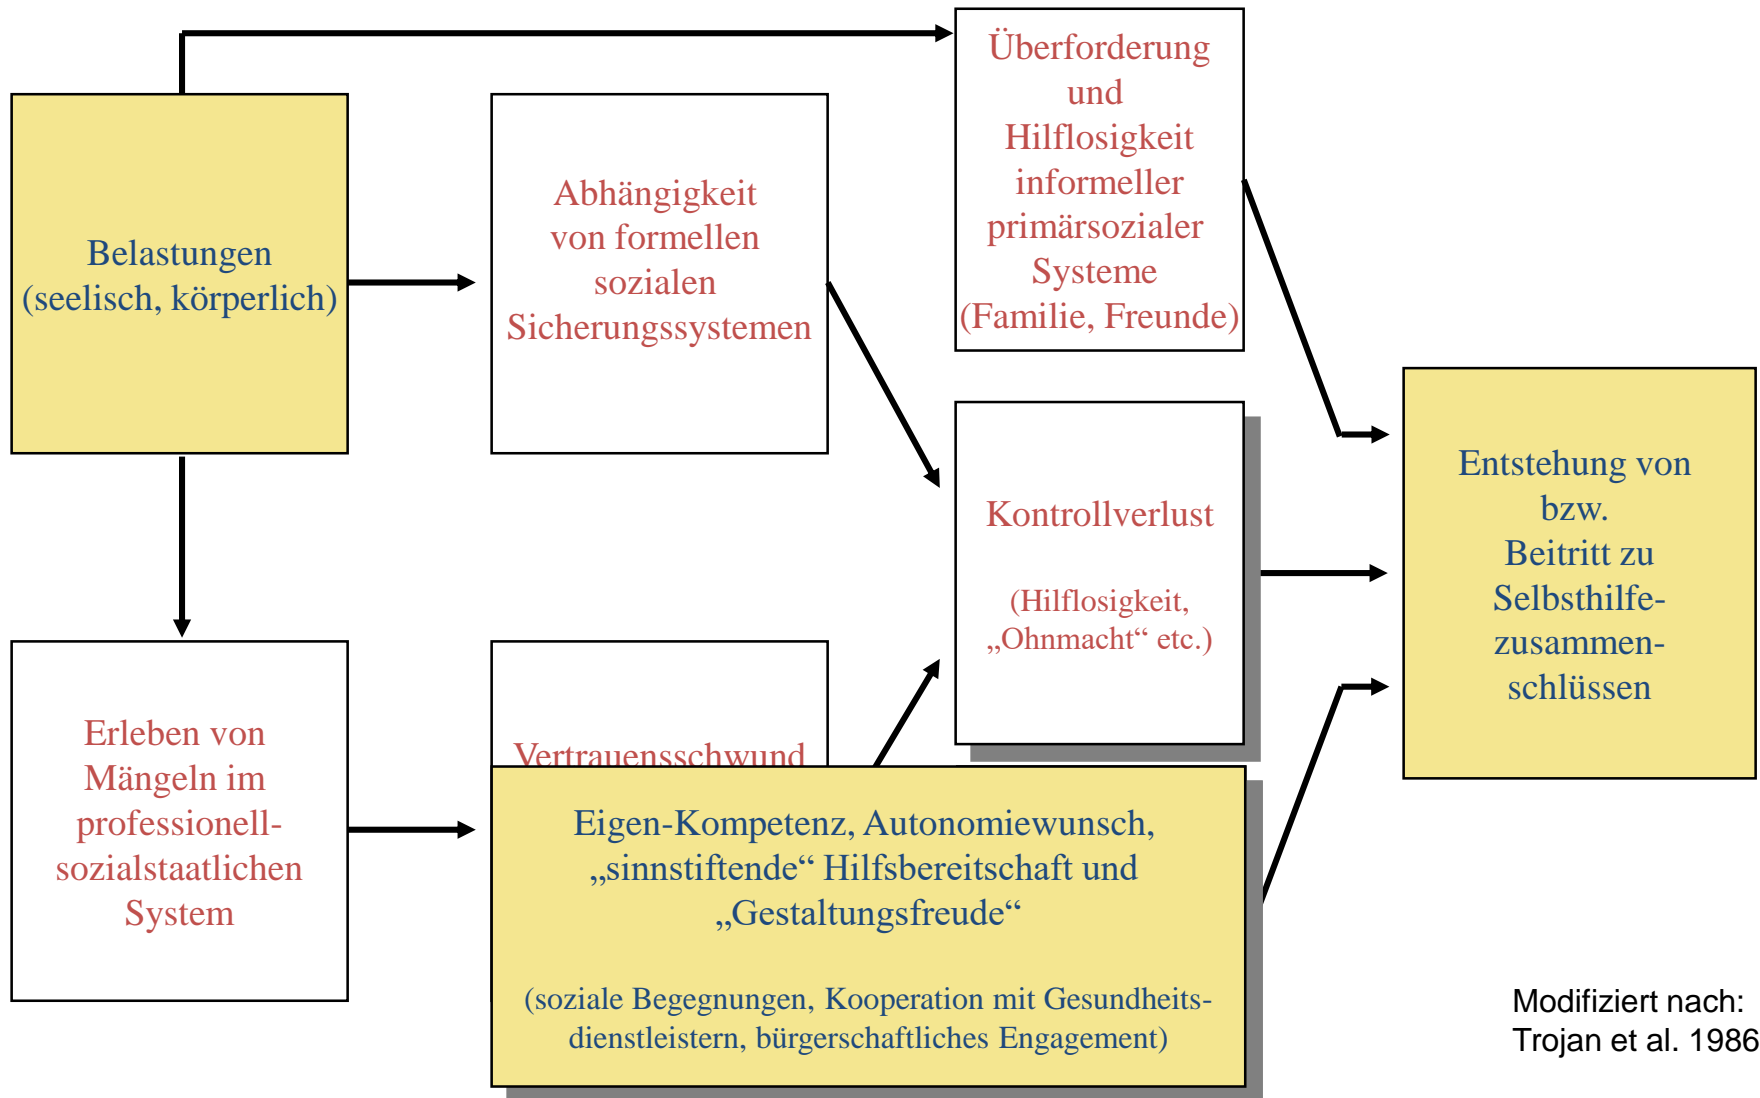 Belastungen
(seelisch, körperlich)
Abhängigkeit
von formellen
sozialen
Sicherungssystemen
Überforderung
und
Hilflosigkeit
informeller
primärsozialer
Systeme
(Familie, Freunde)
Kontrollverlust
(Hilflosigkeit,
„Ohnmacht“ etc.)
Entstehung von
bzw.
Beitritt zu
Selbsthilfe-
zusammen-
schlüssen
Erleben von
Mängeln im
professionell-
sozialstaatlichen
System
Vertrauensschwund
Eigen-Kompetenz, Autonomiewunsch,
„sinnstiftende“ Hilfsbereitschaft und
„Gestaltungsfreude“
(soziale Begegnungen, Kooperation mit Gesundheits-
dienstleistern, bürgerschaftliches Engagement)
Modifiziert nach:
Trojan et al. 1986